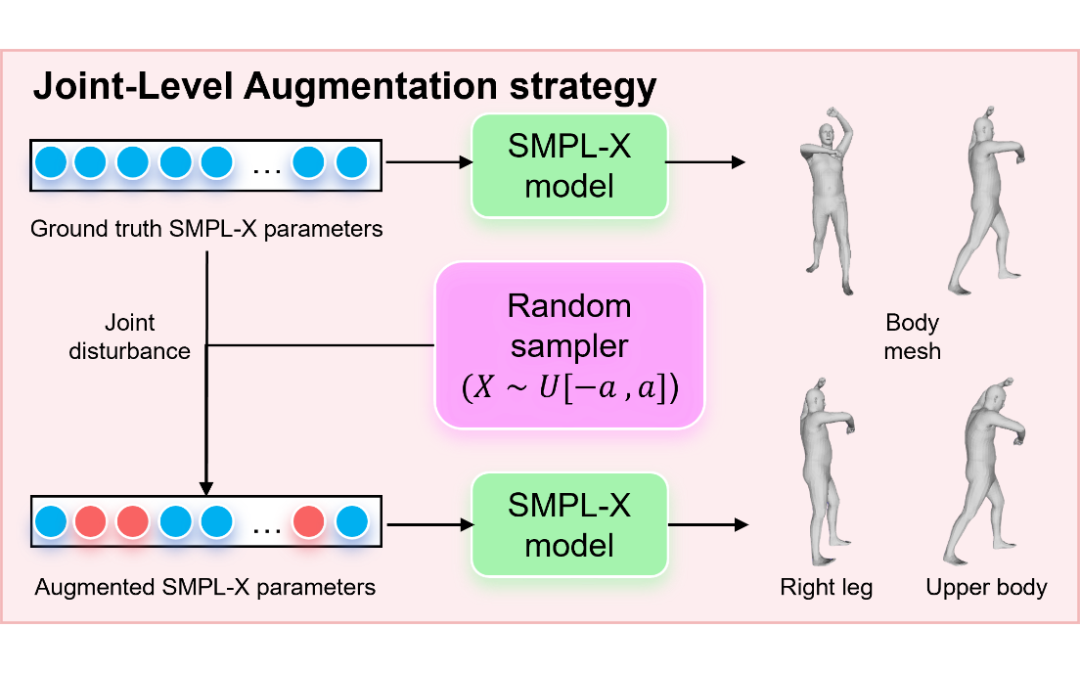 Joint-Level Augmentation strategy
SMPL-X
model
...
Ground truth SMPL-X parameters
Joint
disturbance
Random
sampler
(X ~ U[−a , a])
Body
mesh
SMPL-X
model
...
Augmented SMPL-X parameters
Right leg
Upper body